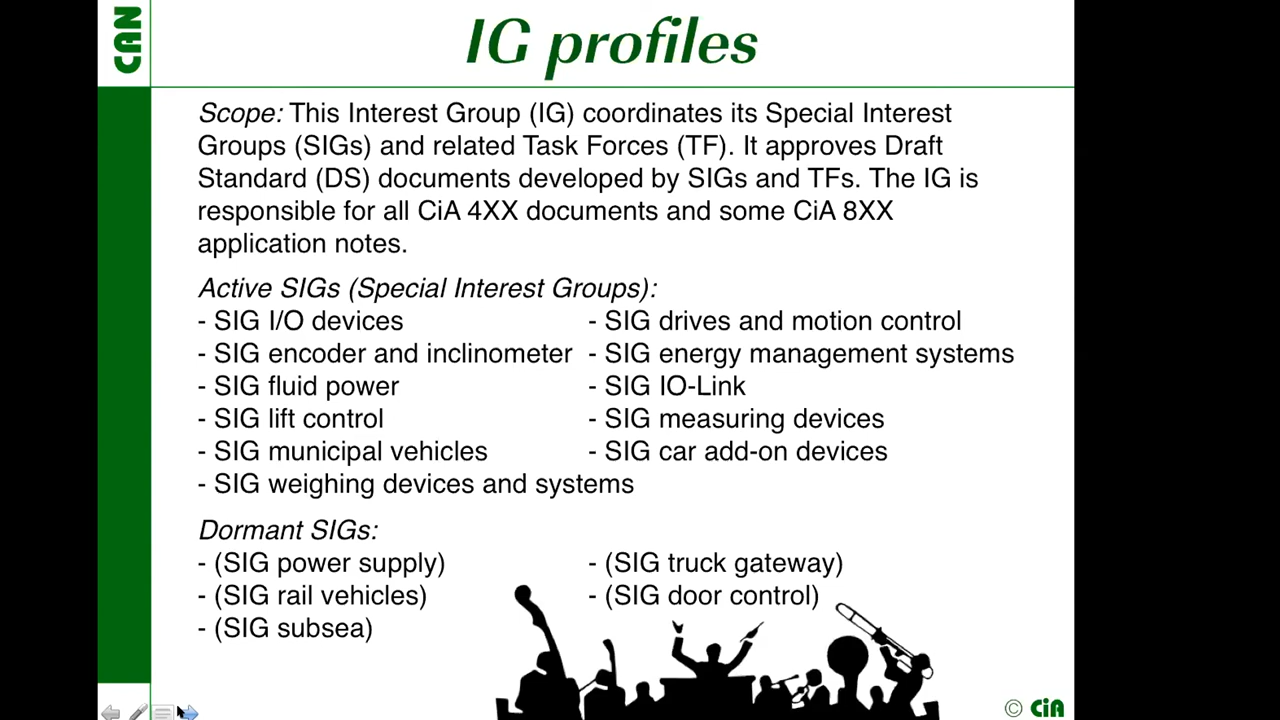 CAN
IG profiles
Scope: This Interest Group (IG) coordinates its Special Interest
Groups (SIGs) and related Task Forces (TF). It approves Draft
Standard (DS) documents developed by SIGs and TFs. The IG is
responsible for all CiA 4XX documents and some CiA 8XX
application notes.
Active SIGs (Special Interest Groups):
- SIG I/O devices
- SIG encoder and inclinometer
- SIG fluid power
- SIG lift control
- SIG municipal vehicles
- SIG weighing devices and systems
- SIG drives and motion control
- SIG energy management systems
- SIG IO-Link
- SIG measuring devices
- SIG car add-on devices
Dormant SIGs:
- (SIG power supply)
- (SIG rail vehicles)
- (SIG subsea)
- (SIG truck gateway)
- (SIG door control)
© CiA